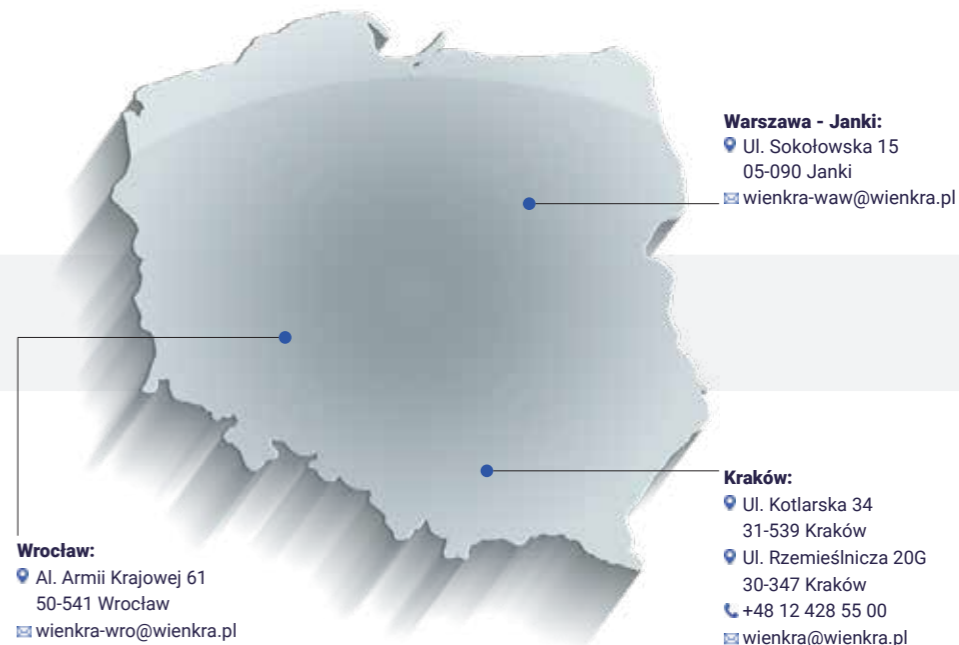 Warszawa - Janki:
Ul. Sokołowska 15
05-090 Janki
wienkra-waw@wienkra.pl
Kraków:
Ul. Kotlarska 34
31-539 Kraków
Ul. Rzemieślnicza 20G
30-347 Kraków
+48 12 428 55 00
wienkra@wienkra.pl
Wrocław:
Al. Armii Krajowej 61
50-541 Wrocław
wienkra-wro@wienkra.pl